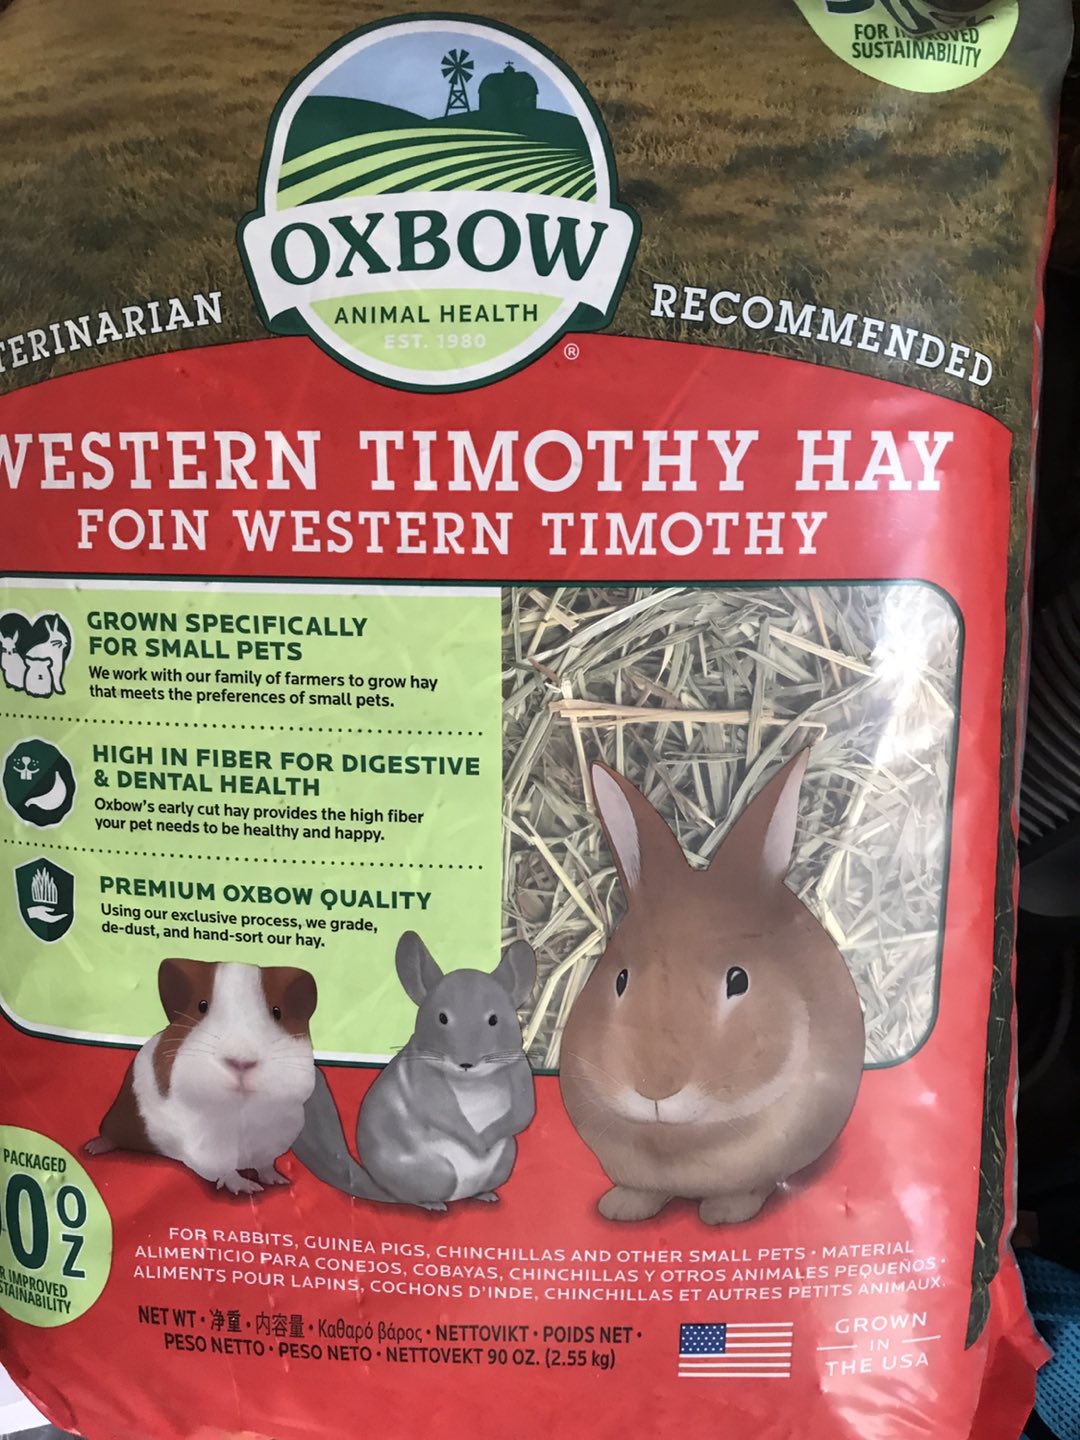 FOR
SUSTAINABILITY
OXBOW
ANIMAL HEALTH
EST. 1980
®
RECOMMENDED
WESTERN TIMOTHY HAY
FOIN WESTERN TIMOTHY
GROWN SPECIFICALLY
FOR SMALL PETS
We work with our family of farmers to grow hay
that meets the preferences of small pets.
HIGH IN FIBER FOR DIGESTIVE
& DENTAL HEALTH
Oxbow's early cut hay provides the high fiber
your pet needs to be healthy and happy.
PREMIUM OXBOW QUALITY
Using our exclusive process, we grade,
de-dust, and hand-sort our hay.
PACKAGED
OZ
IMPROVED
FOR RABBITS, GUINEA PIGS, CHINCHILLAS AND OTHER SMALL PETS • MATERIAL
ALIMENTICIO PARA CONEJOS, COBAYAS, CHINCHILLAS Y OTROS ANIMALES PEQUEÑOS •
ALIMENTS POUR LAPINS, COCHONS D'INDE, CHINCHILLAS ET AUTRES PETITS ANIMAUX.
NET WT • 净重 • 内容量 • Καθαρό βάρος • NETTOVIKT • POIDS NET •
PESO NETTO • PESO NETO • NETTOVEKT 90 OZ. (2.55 kg)
GROWN
IN
THE USA